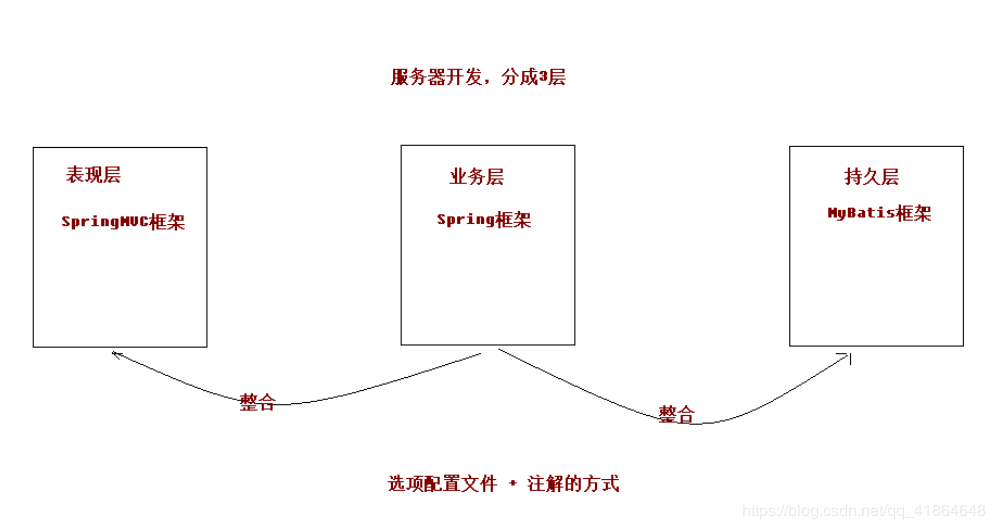 服务器开发，分成3层
表现层
SpringMVC框架
业务层
Spring框架
持久层
MyBatis框架
整合
整合
选项配置文件 + 注解的方式
https://blog.csdn.net/qq_41864648